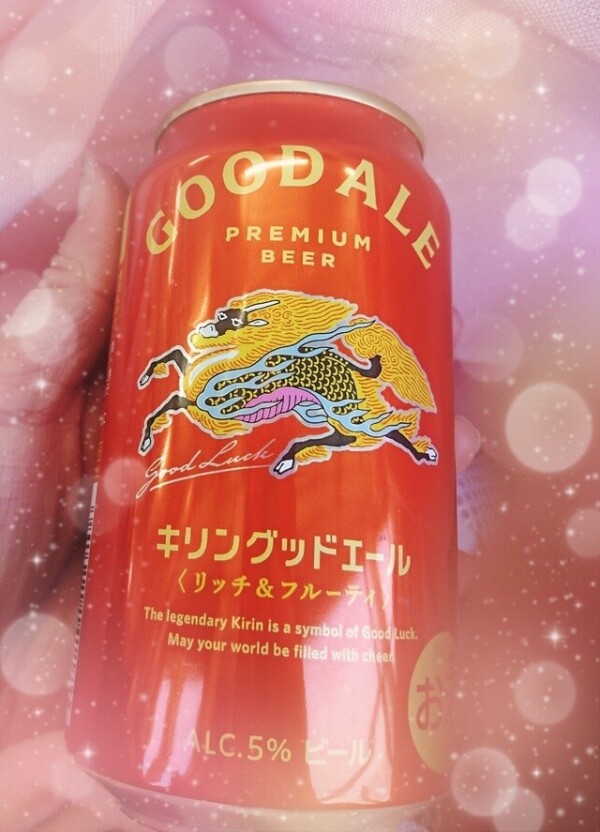 GOOD ALE
PREMIUM
BEER
Good Luck
キリングッドエール
〈リッチ&フルーティ〉
The legendary Kirin is a symbol of Good Luck.
May your world be filled with cheer.
お
ALC.5% ビール